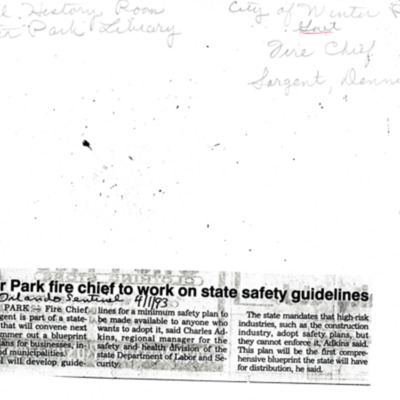 l. History Room
er Park Library
City of Winter P
Govt
Fire Chief
Sargent, Denni
r Park fire chief to work on state safety guidelines
Orlando Sentinel 4/1/93
PARK — Fire Chief
gent is part of a state-
that will convene next
mmer out a blueprint
ans for businesses, in-
nd municipalities.
l will develop guide-
lines for a minimum safety plan to
be made available to anyone who
wants to adopt it, said Charles Ad-
kins, regional manager for the
safety and health division of the
state Department of Labor and Se-
curity.
The state mandates that high-risk
industries, such as the construction
industry, adopt safety plans, but
they cannot enforce it, Adkins said.
This plan will be the first compre-
hensive blueprint the state will have
for distribution, he said.